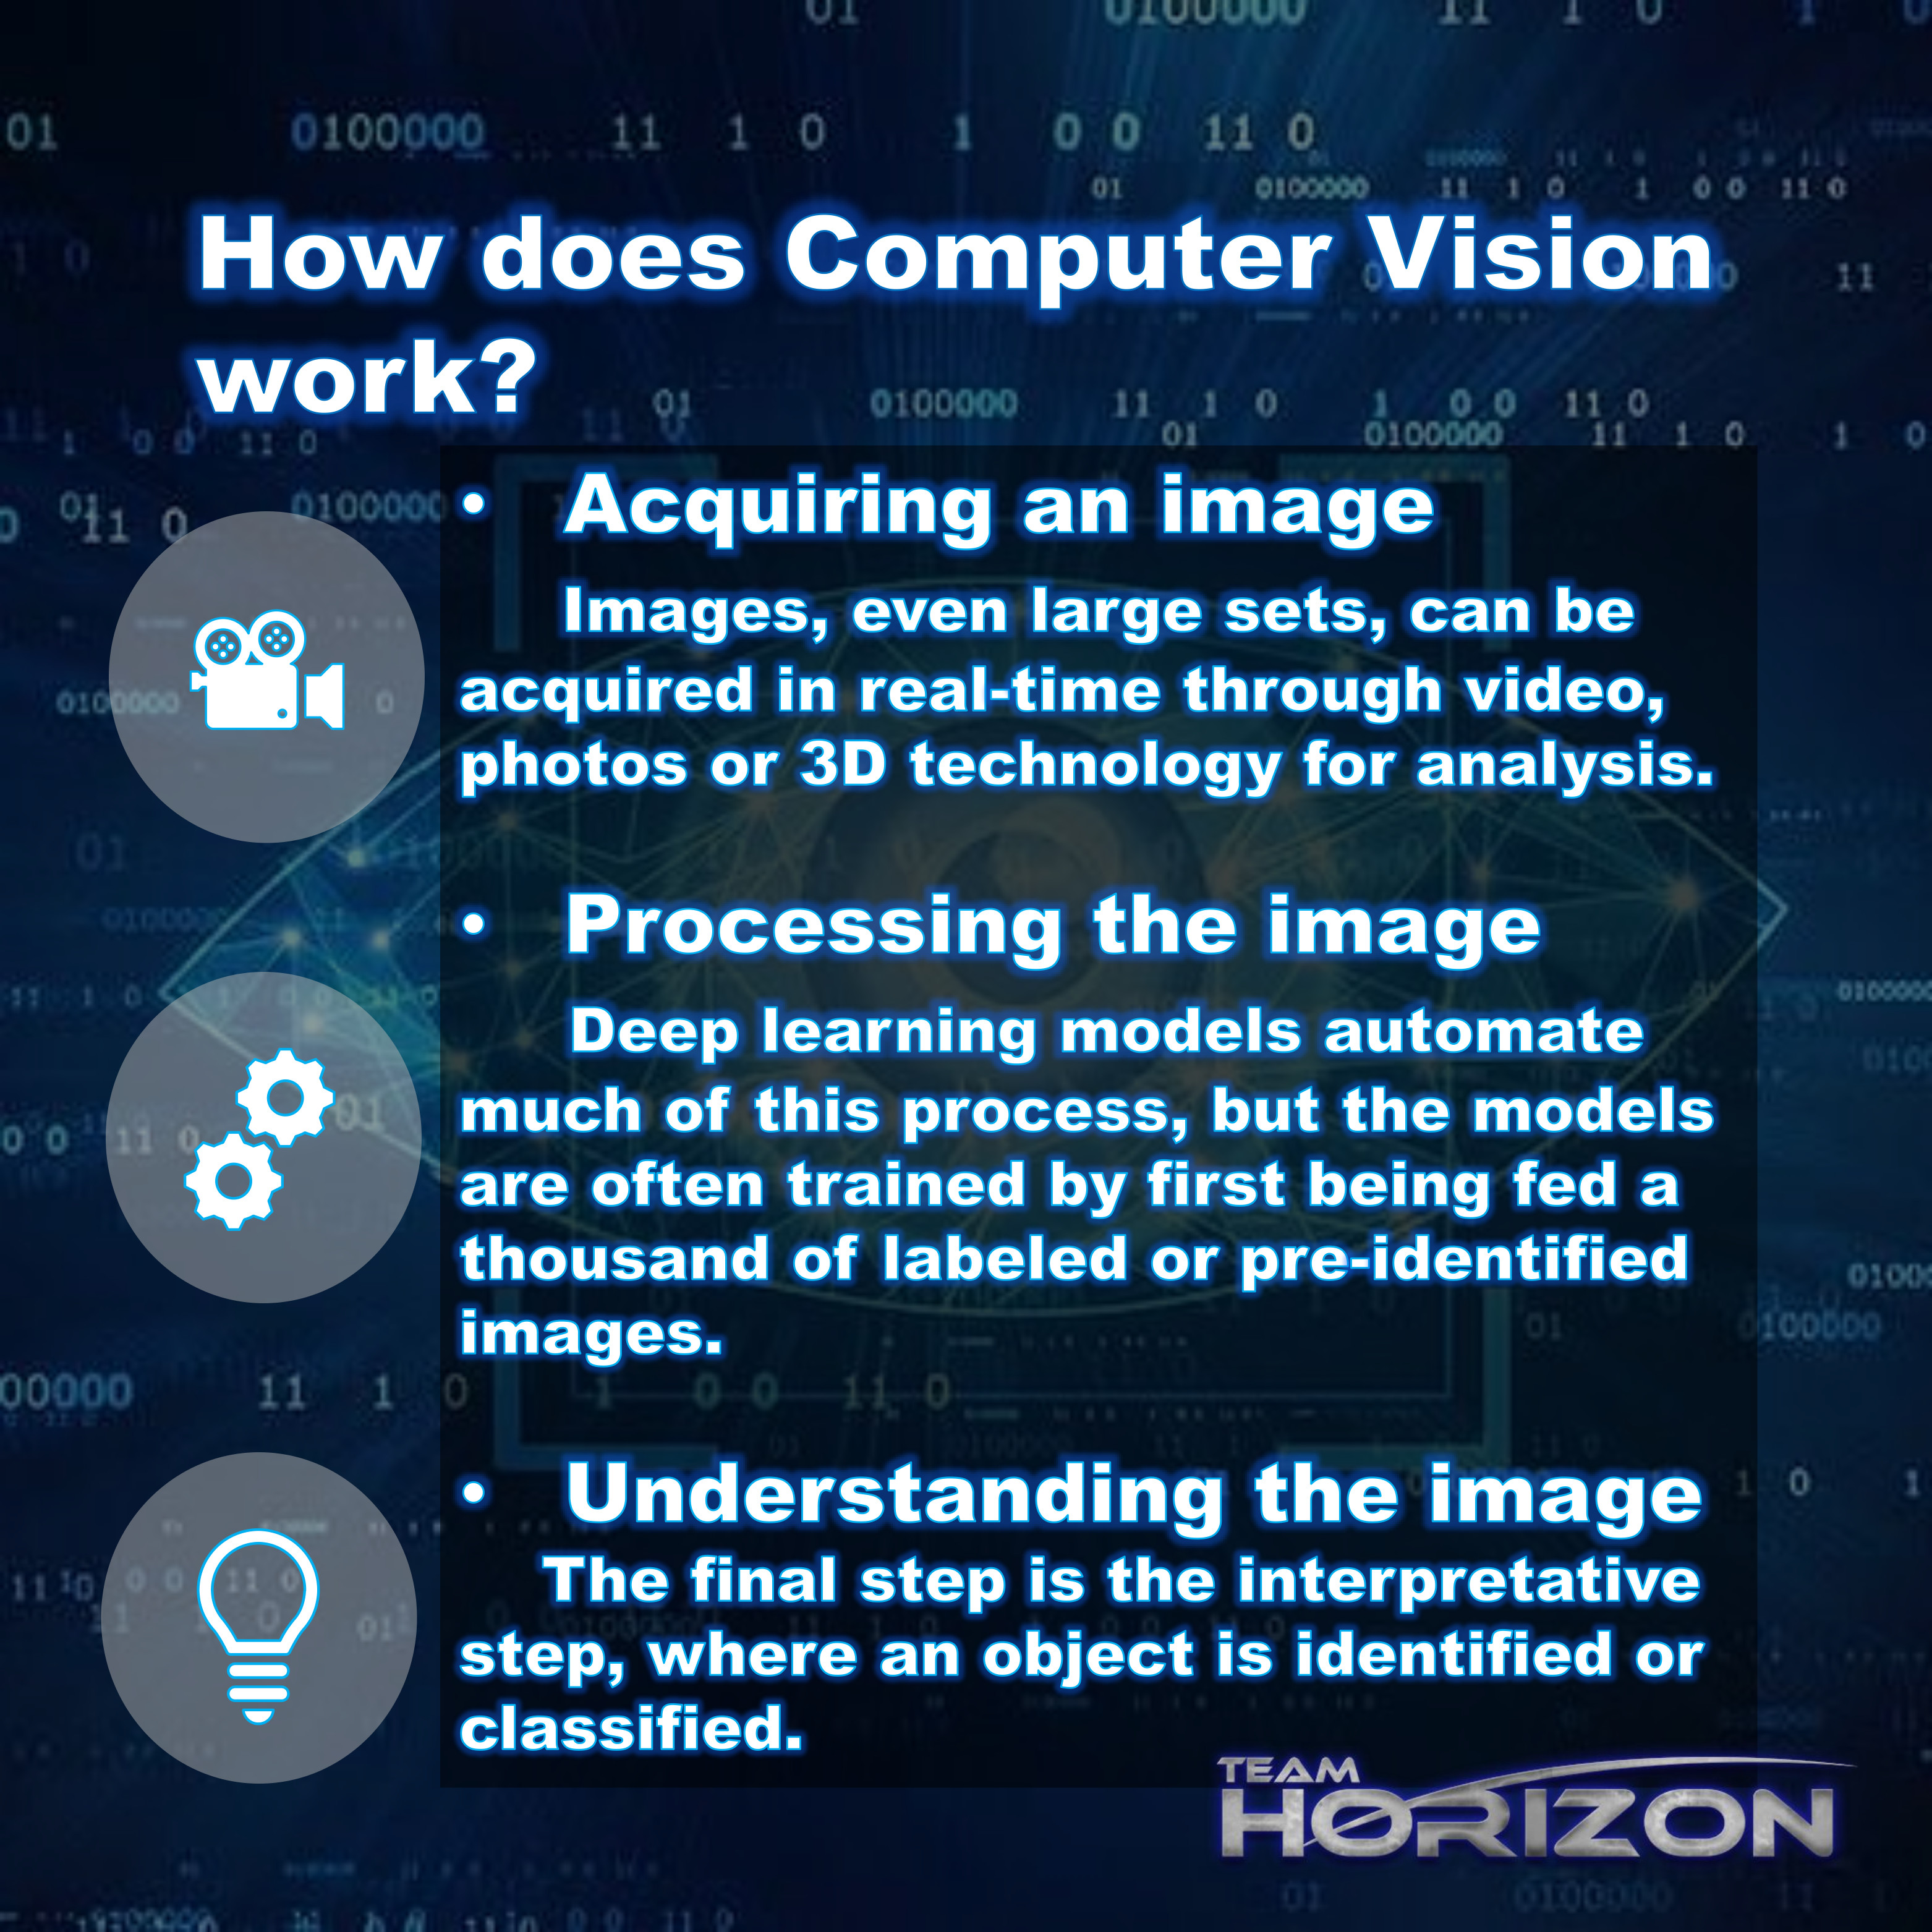 How does Computer Vision
work?
• Acquiring an image
Images, even large sets, can be
acquired in real-time through video,
photos or 3D technology for analysis.
• Processing the image
Deep learning models automate
much of this process, but the models
are often trained by first being fed a
thousand of labeled or pre-identified
images.
• Understanding the image
The final step is the interpretative
step, where an object is identified or
classified.
TEAM
HORIZON